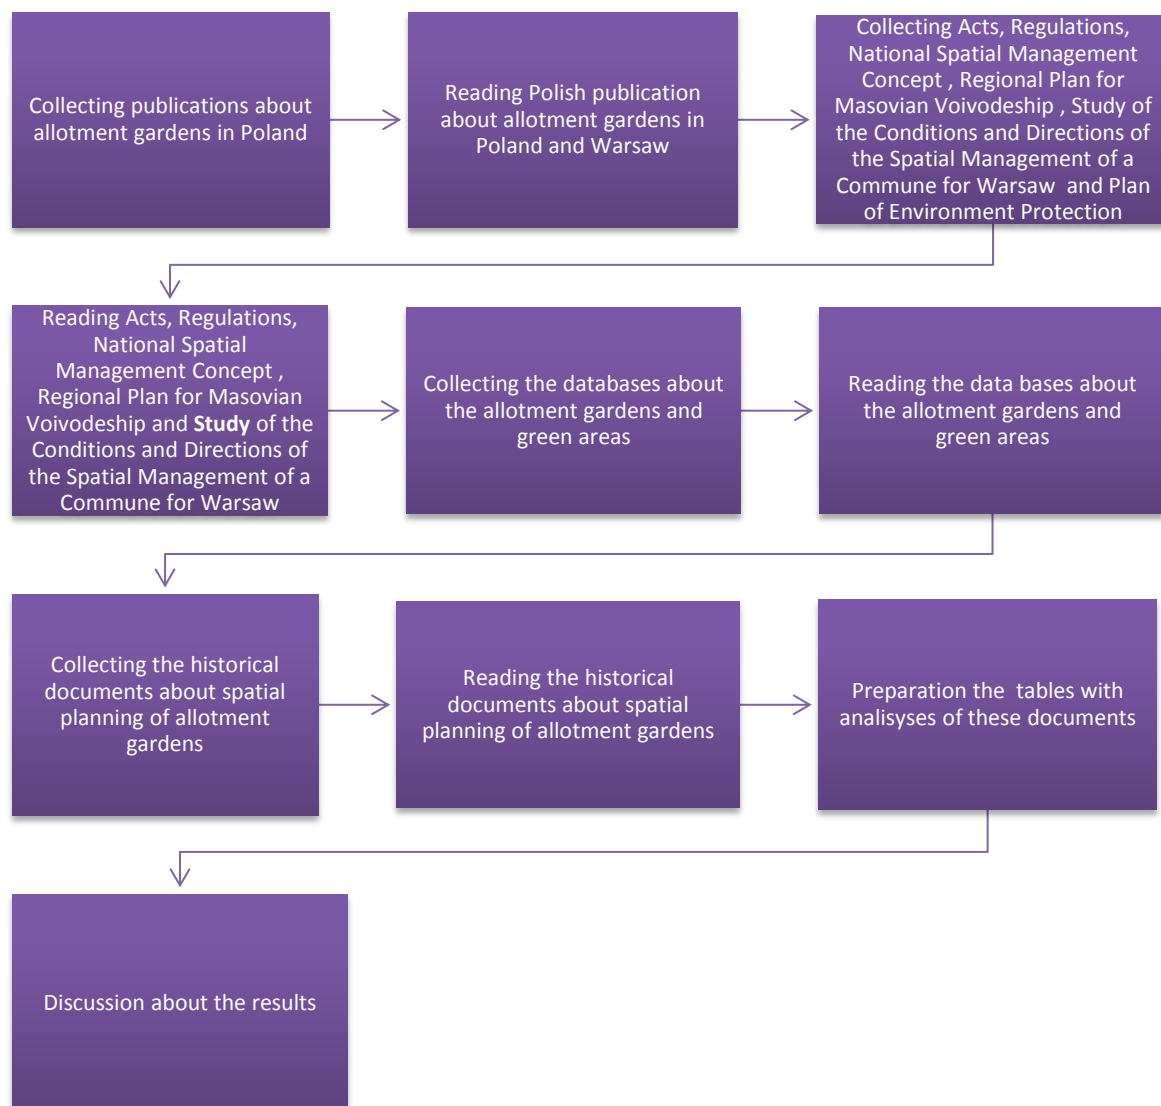 Collecting publications about
allotment gardens in Poland
Reading Polish publication
about allotment gardens in
Poland and Warsaw
Collecting Acts, Regulations,
National Spatial Management
Concept , Regional Plan for
Masovian Voivodeship , Study of
the Conditions and Directions of
the Spatial Management of a
Commune for Warsaw  and Plan
of Environment Protection
Reading Acts, Regulations,
National Spatial
Management Concept ,
Regional Plan for Masovian
Voivodeship and Study of the
Conditions and Directions of
the Spatial Management of a
Commune for Warsaw
Collecting the databases about
the allotment gardens and
green areas
Reading the data bases about
the allotment gardens and
green areas
Collecting the historical
documents about spatial
planning of allotment
gardens
Reading the historical
documents about spatial
planning of allotment gardens
Preparation the  tables with
analisyses of these documents
Discussion about the results